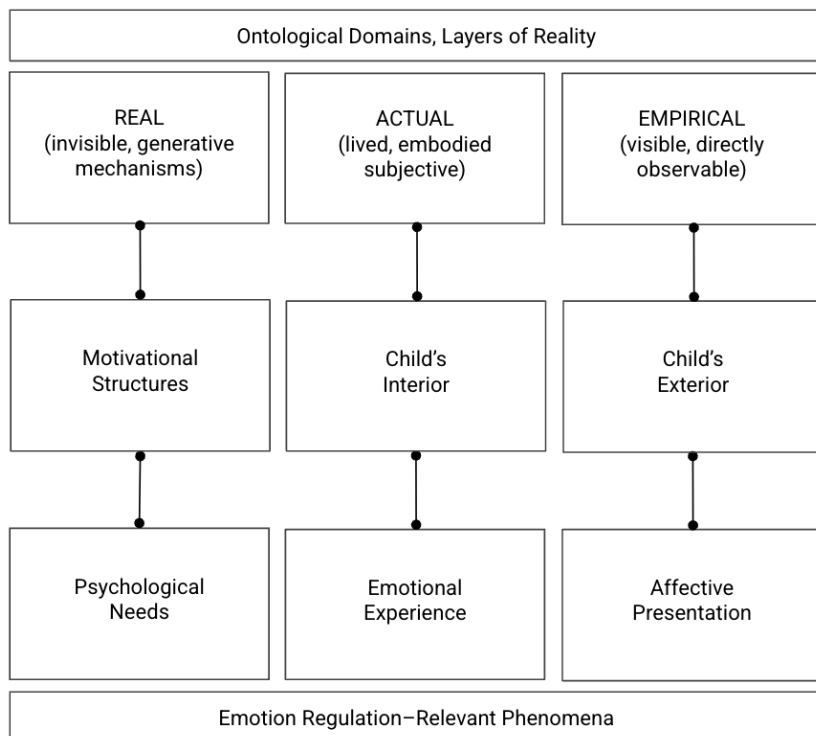 Ontological Domains, Layers of Reality
REAL
(invisible, generative
mechanisms)
ACTUAL
(lived, embodied
subjective)
EMPIRICAL
(visible, directly
observable)
Motivational
Structures
Child’s
Interior
Child’s
Exterior
Psychological
Needs
Emotional
Experience
Affective
Presentation
Emotion Regulation–Relevant Phenomena